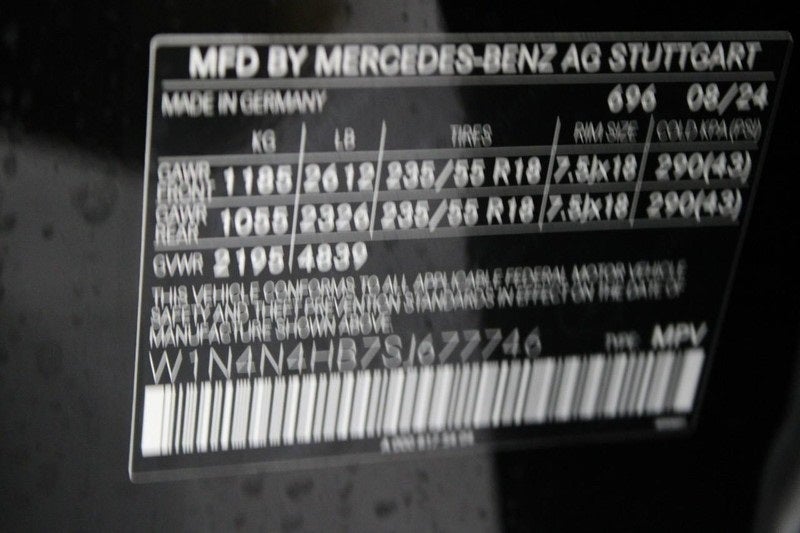 MFD BY MERCEDES-BENZ AG STUTTGART
MADE IN GERMANY 696 08/24
KG LB TIRES RIM SIZE COLD KPA (PSI)
GAWR FRONT 1185 2612 235/55 R18 7.5Jx18 290(43)
GAWR REAR 1055 2326 235/55 R18 7.5Jx18 290(43)
GVWR 2195 4839
THIS VEHICLE CONFORMS TO ALL APPLICABLE FEDERAL MOTOR VEHICLE
SAFETY AND THEFT PREVENTION STANDARDS IN EFFECT ON THE DATE OF
MANUFACTURE SHOWN ABOVE
W1N4N4HB7SJ677746 TYPE: MPV